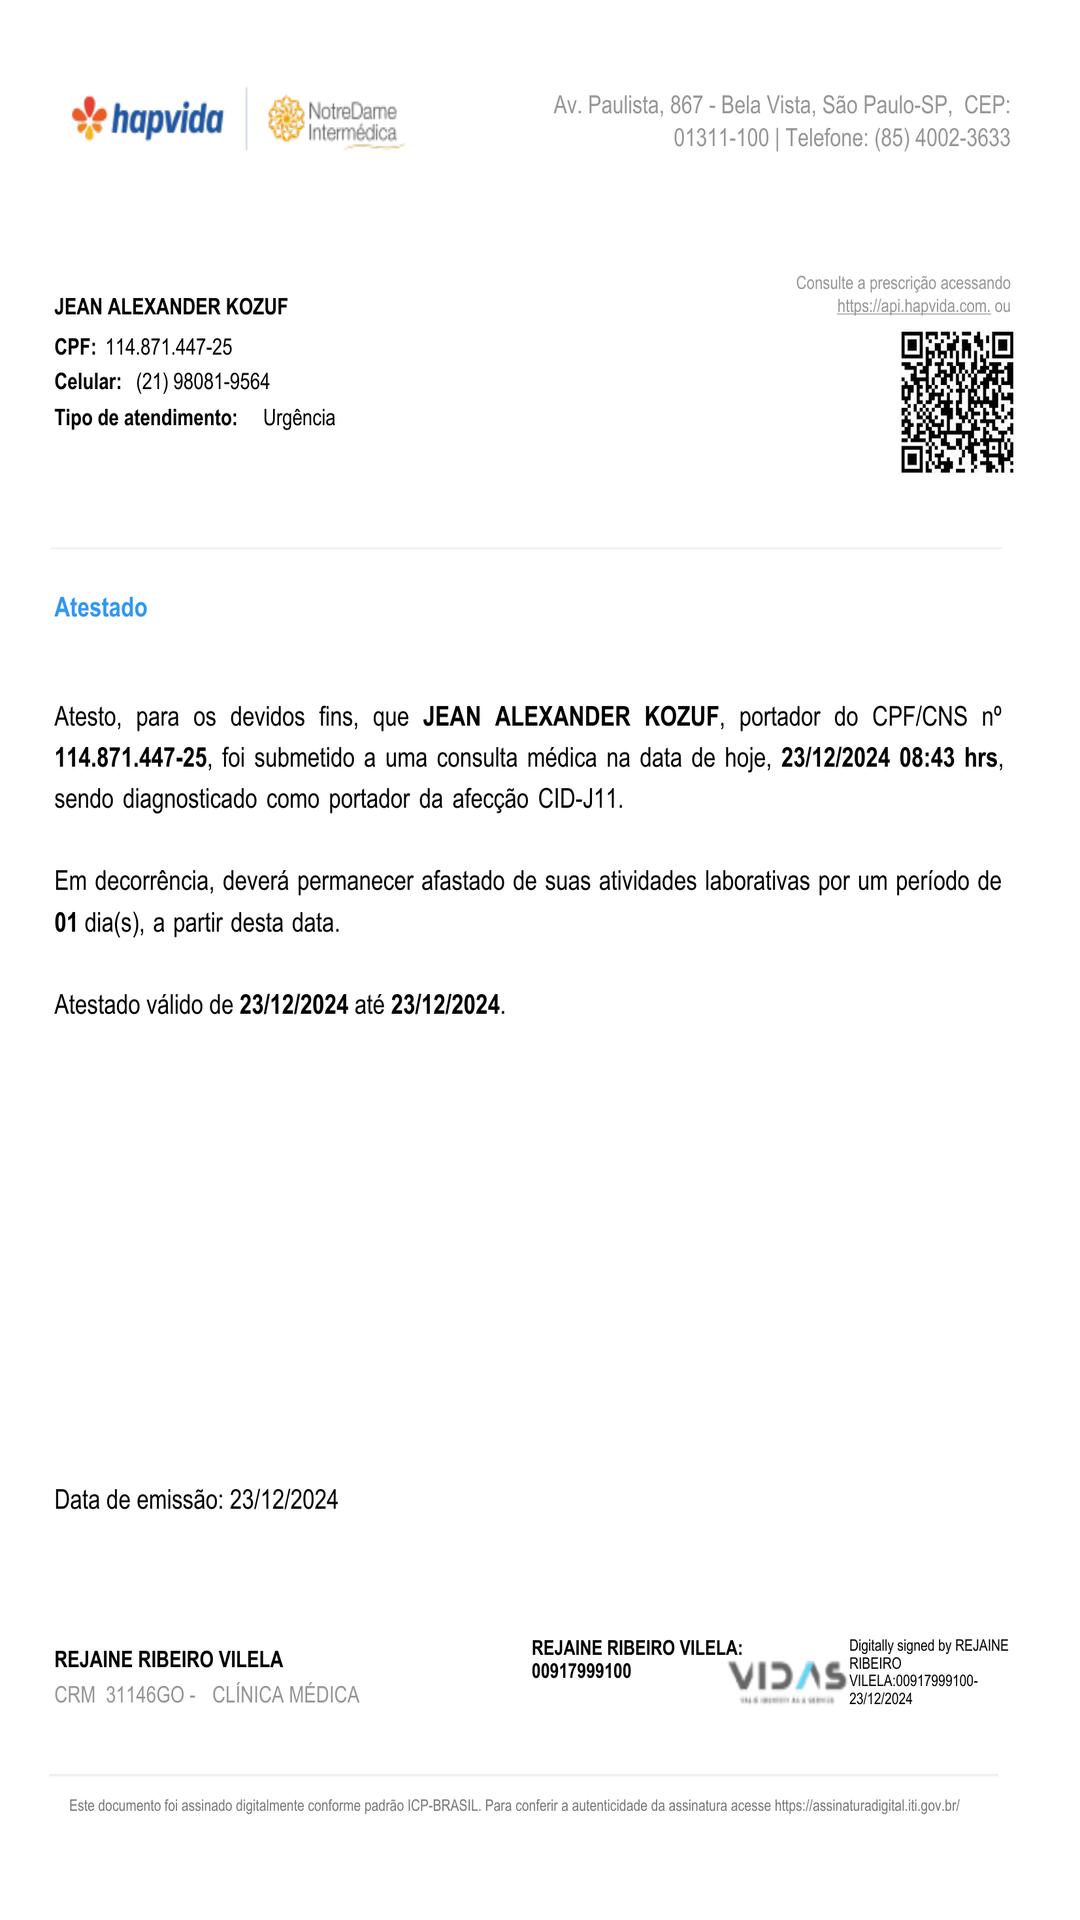 hapvida
NotreDame
Intermédica
Av. Paulista, 867 - Bela Vista, São Paulo-SP, CEP:
01311-100 | Telefone: (85) 4002-3633
Consulte a prescrição acessando
https://api.hapvida.com. ou
JEAN ALEXANDER KOZUF
CPF: 114.871.447-25
Celular: (21) 98081-9564
Tipo de atendimento: Urgência
Atestado
Atesto, para os devidos fins, que JEAN ALEXANDER KOZUF, portador do CPF/CNS nº
114.871.447-25, foi submetido a uma consulta médica na data de hoje, 23/12/2024 08:43 hrs,
sendo diagnosticado como portador da afecção CID-J11.
Em decorrência, deverá permanecer afastado de suas atividades laborativas por um período de
01 dia(s), a partir desta data.
Atestado válido de 23/12/2024 até 23/12/2024.
Data de emissão: 23/12/2024
REJAINE RIBEIRO VILELA
CRM 31146GO - CLÍNICA MÉDICA
REJAINE RIBEIRO VILELA:
00917999100
VIDAS
Digitally signed by REJAINE
RIBEIRO
VILELA:00917999100-
23/12/2024
Este documento foi assinado digitalmente conforme padrão ICP-BRASIL. Para conferir a autenticidade da assinatura acesse https://assinaturadigital.iti.gov.br/